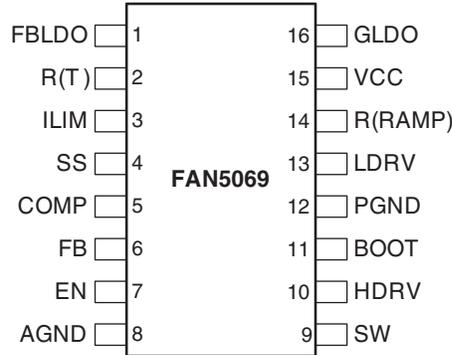 FBLDO 1 16 GLDO
R(T) 2 15 VCC
ILIM 3 14 R(RAMP)
SS 4 13 LDRV
FAN5069
COMP 5 12 PGND
FB 6 11 BOOT
EN 7 10 HDRV
AGND 8 9 SW